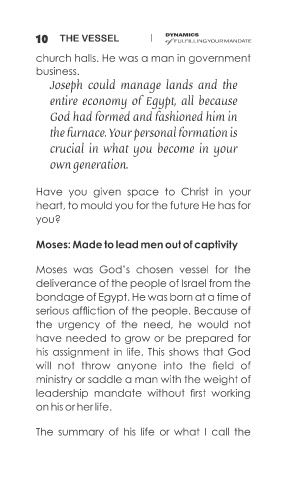 10 THE VESSEL | DYNAMICS
of FULFILLING YOUR MANDATE
church halls. He was a man in government
business.
Joseph could manage lands and the
entire economy of Egypt, all because
God had formed and fashioned him in
the furnace. Your personal formation is
crucial in what you become in your
own generation.
Have you given space to Christ in your
heart, to mould you for the future He has for
you?
Moses: Made to lead men out of captivity
Moses was God's chosen vessel for the
deliverance of the people of Israel from the
bondage of Egypt. He was born at a time of
serious affliction of the people. Because of
the urgency of the need, he would not
have needed to grow or be prepared for
his assignment in life. This shows that God
will not throw anyone into the field of
ministry or saddle a man with the weight of
leadership mandate without first working
on his or her life.
The summary of his life or what I call the